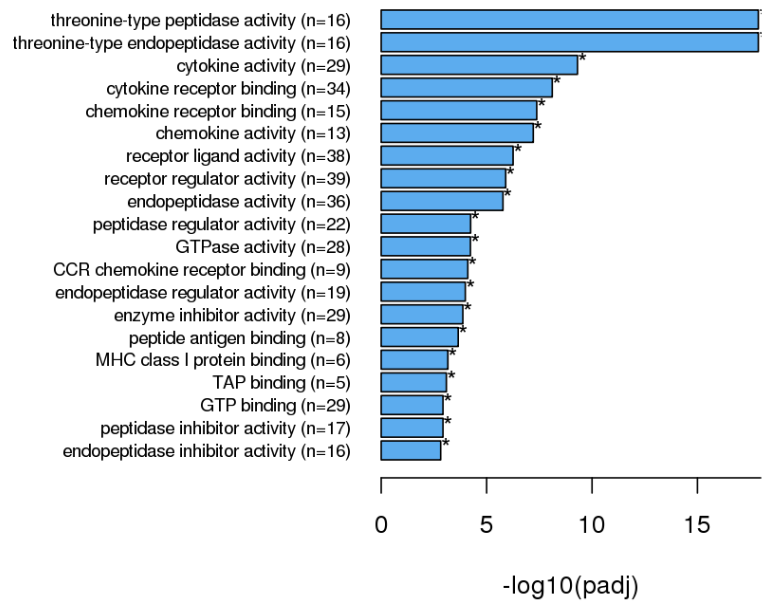 threonine-type peptidase activity (n=16)
threonine-type endopeptidase activity (n=16)
cytokine activity (n=29)
cytokine receptor binding (n=34)
chemokine receptor binding (n=15)
chemokine activity (n=13)
receptor ligand activity (n=38)
receptor regulator activity (n=39)
endopeptidase activity (n=36)
peptidase regulator activity (n=22)
GTPase activity (n=28)
CCR chemokine receptor binding (n=9)
endopeptidase regulator activity (n=19)
enzyme inhibitor activity (n=29)
peptide antigen binding (n=8)
MHC class I protein binding (n=6)
TAP binding (n=5)
GTP binding (n=29)
peptidase inhibitor activity (n=17)
endopeptidase inhibitor activity (n=16)
0 5 10 15
-log10(padj)